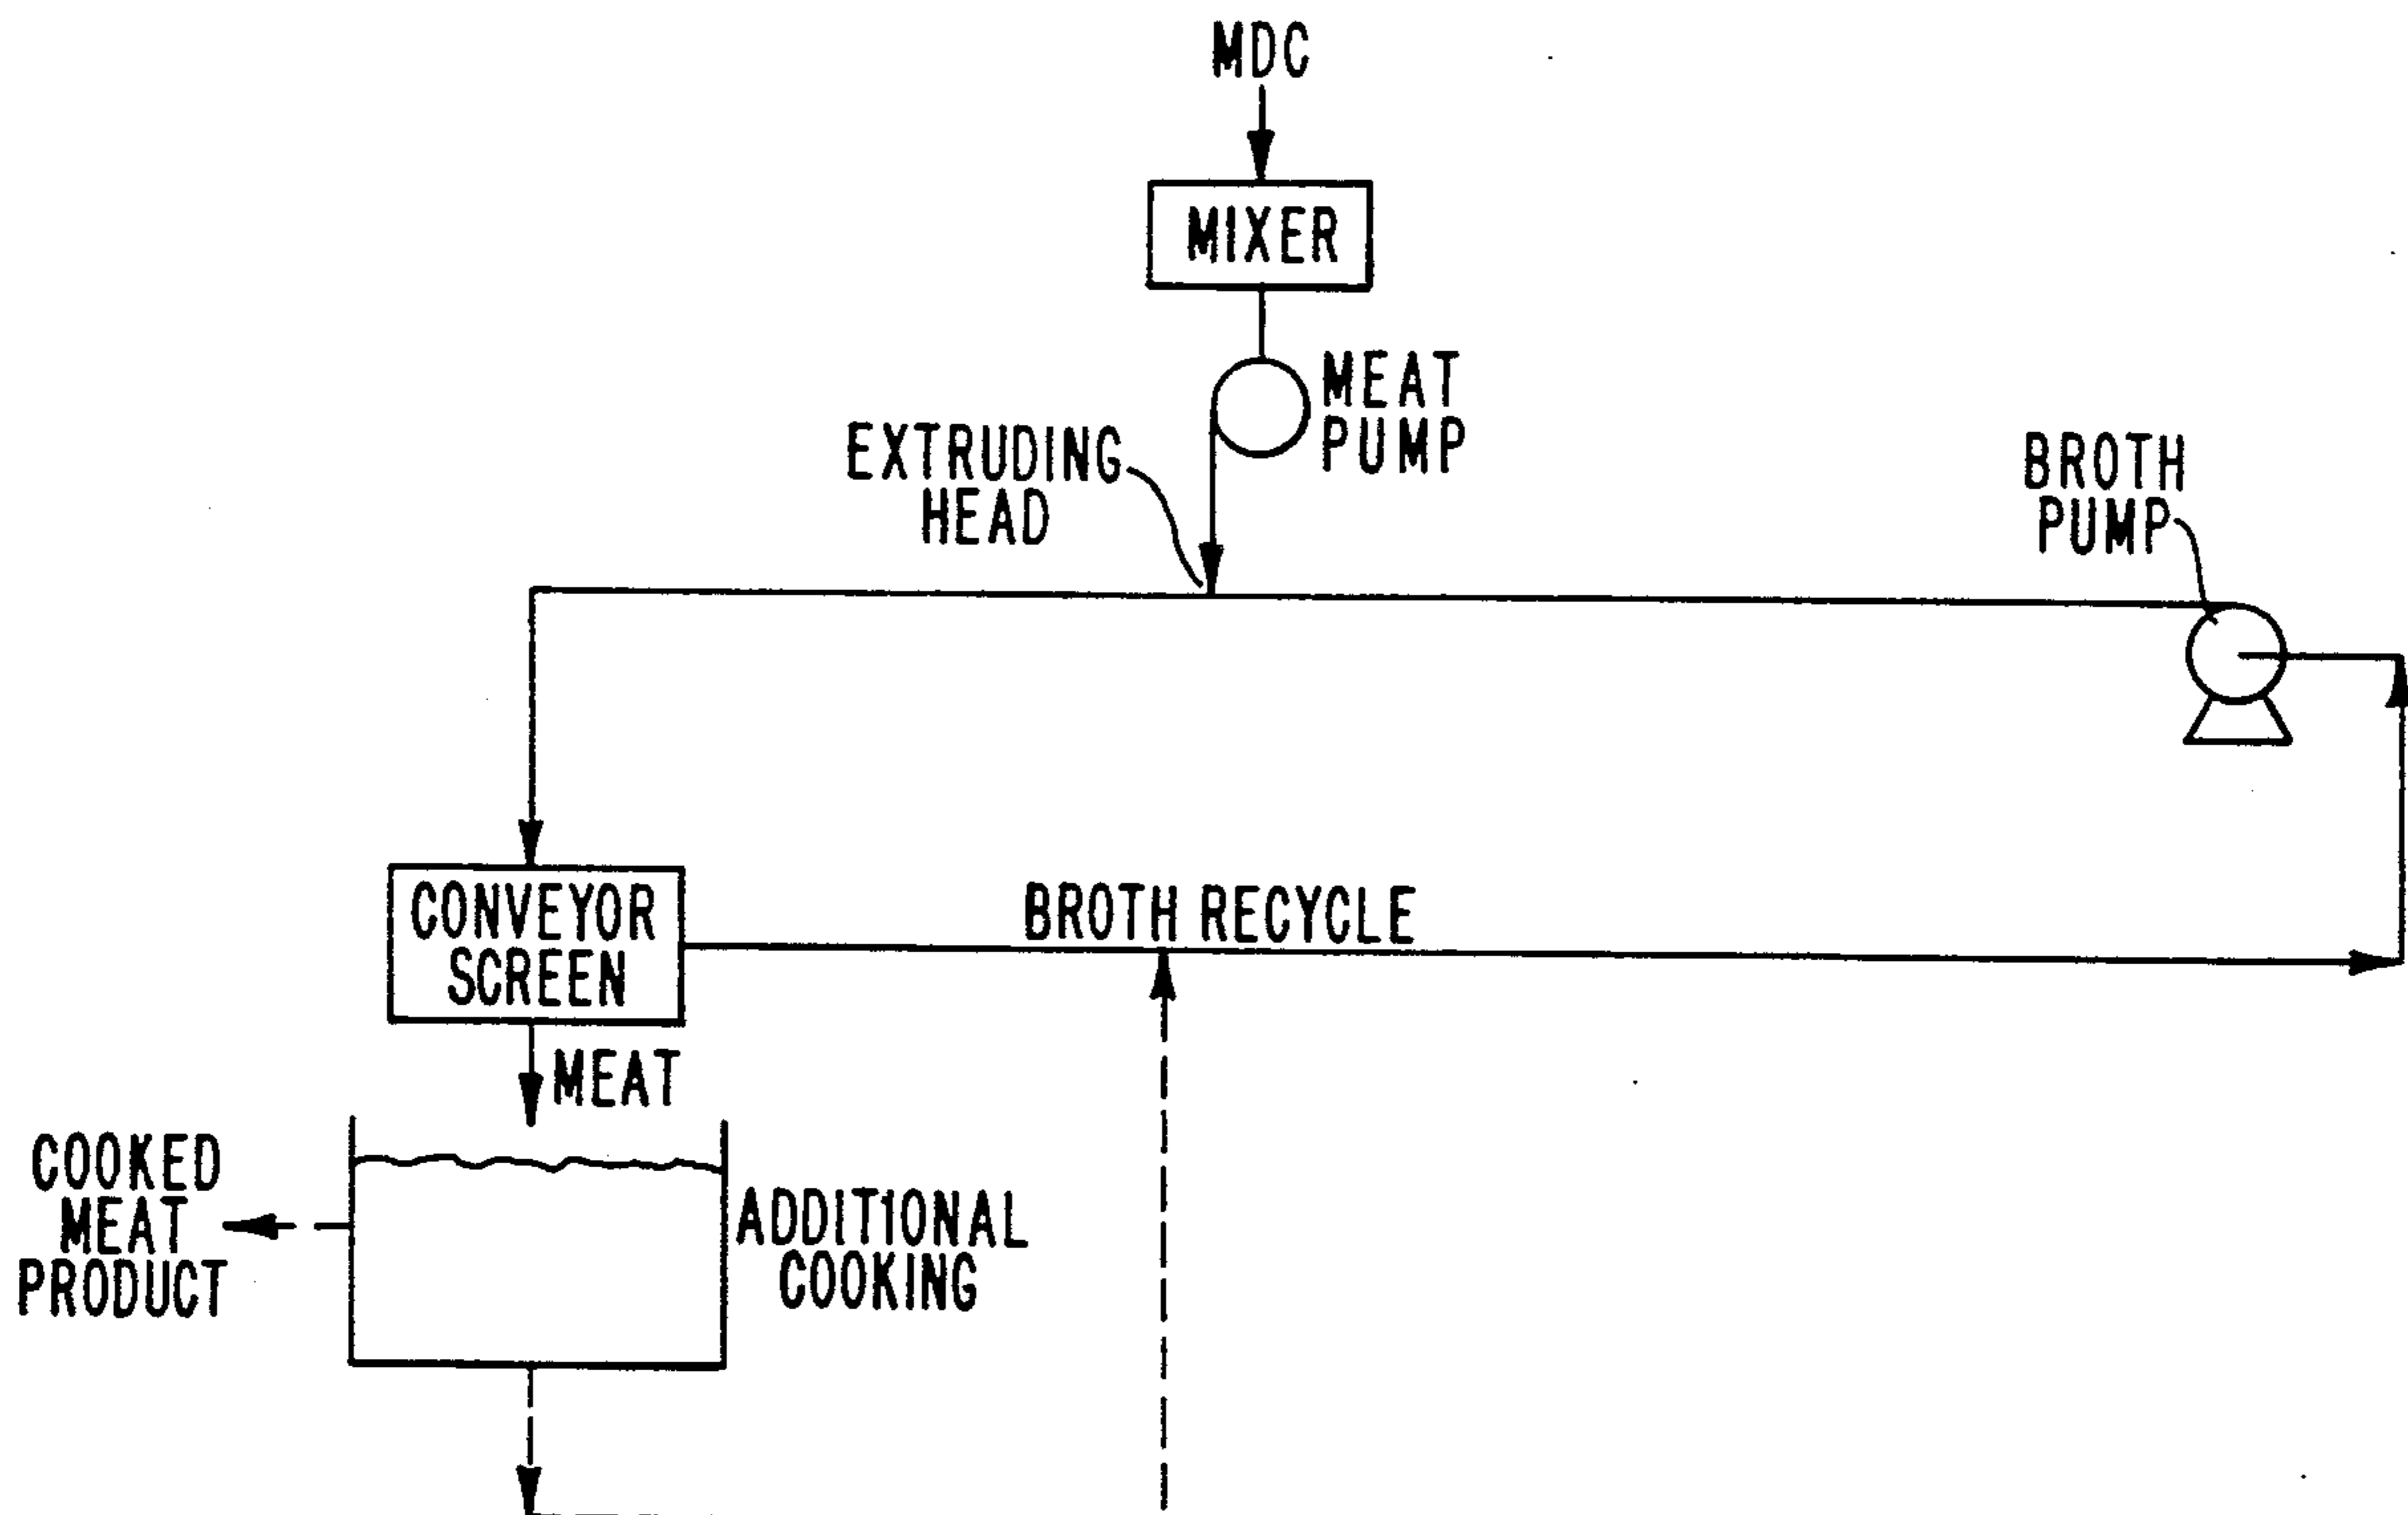 MDC
MIXER
MEAT
PUMP
EXTRUDING
HEAD
BROTH
PUMP
CONVEYOR
SCREEN
BROTH RECYCLE
MEAT
COOKED
MEAT
PRODUCT
ADDITIONAL
COOKING